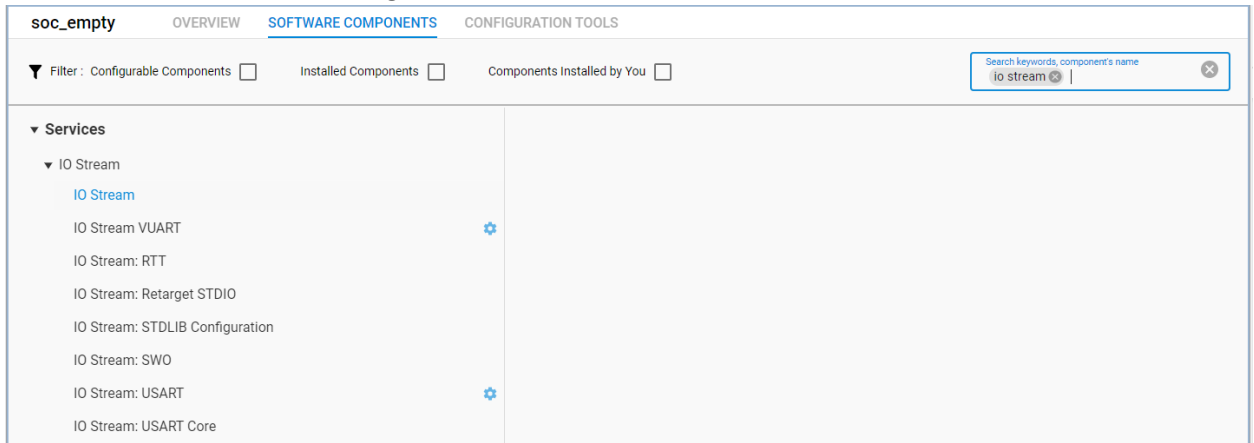 soc_empty OVERVIEW SOFTWARE COMPONENTS CONFIGURATION TOOLS
Filter : Configurable Components Installed Components Components Installed by You
Search keywords, component's name
io stream
Services
IO Stream
IO Stream
IO Stream VUART
IO Stream: RTT
IO Stream: Retarget STDIO
IO Stream: STDLIB Configuration
IO Stream: SWO
IO Stream: USART
IO Stream: USART Core